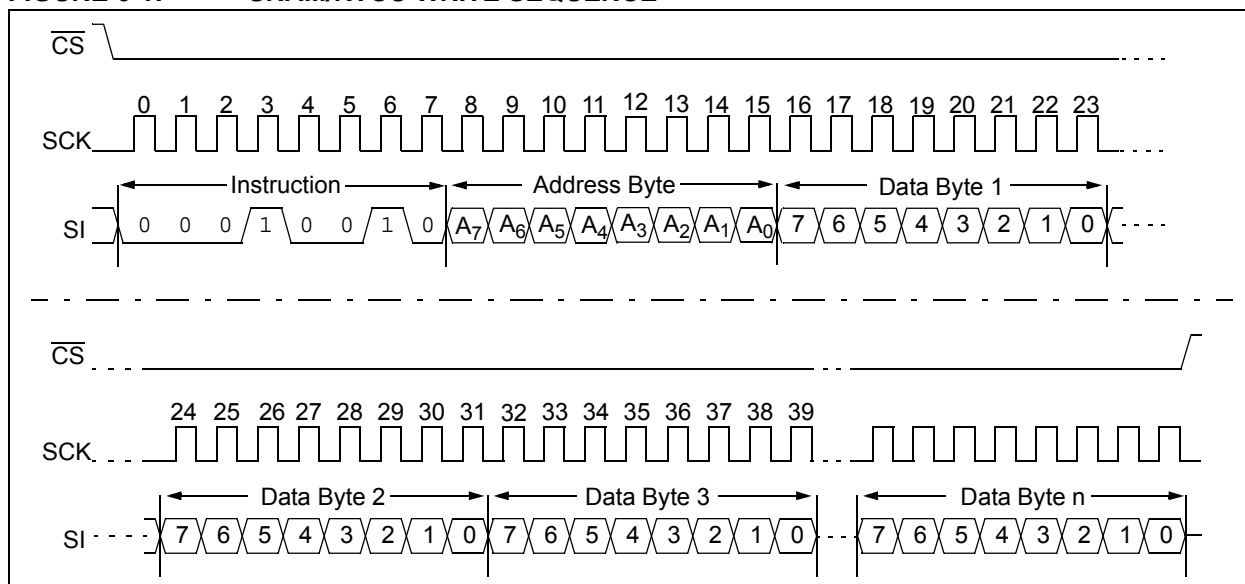 CS
0 1 2 3 4 5 6 7 8 9 10 11 12 13 14 15 16 17 18 19 20 21 22 23
SCK
Instruction Address Byte Data Byte 1
SI 0 0 0 1 0 0 1 0 A7 A6 A5 A4 A3 A2 A1 A0 7 6 5 4 3 2 1 0
CS
24 25 26 27 28 29 30 31 32 33 34 35 36 37 38 39
SCK
Data Byte 2 Data Byte 3 Data Byte n
SI 7 6 5 4 3 2 1 0 7 6 5 4 3 2 1 0 7 6 5 4 3 2 1 0